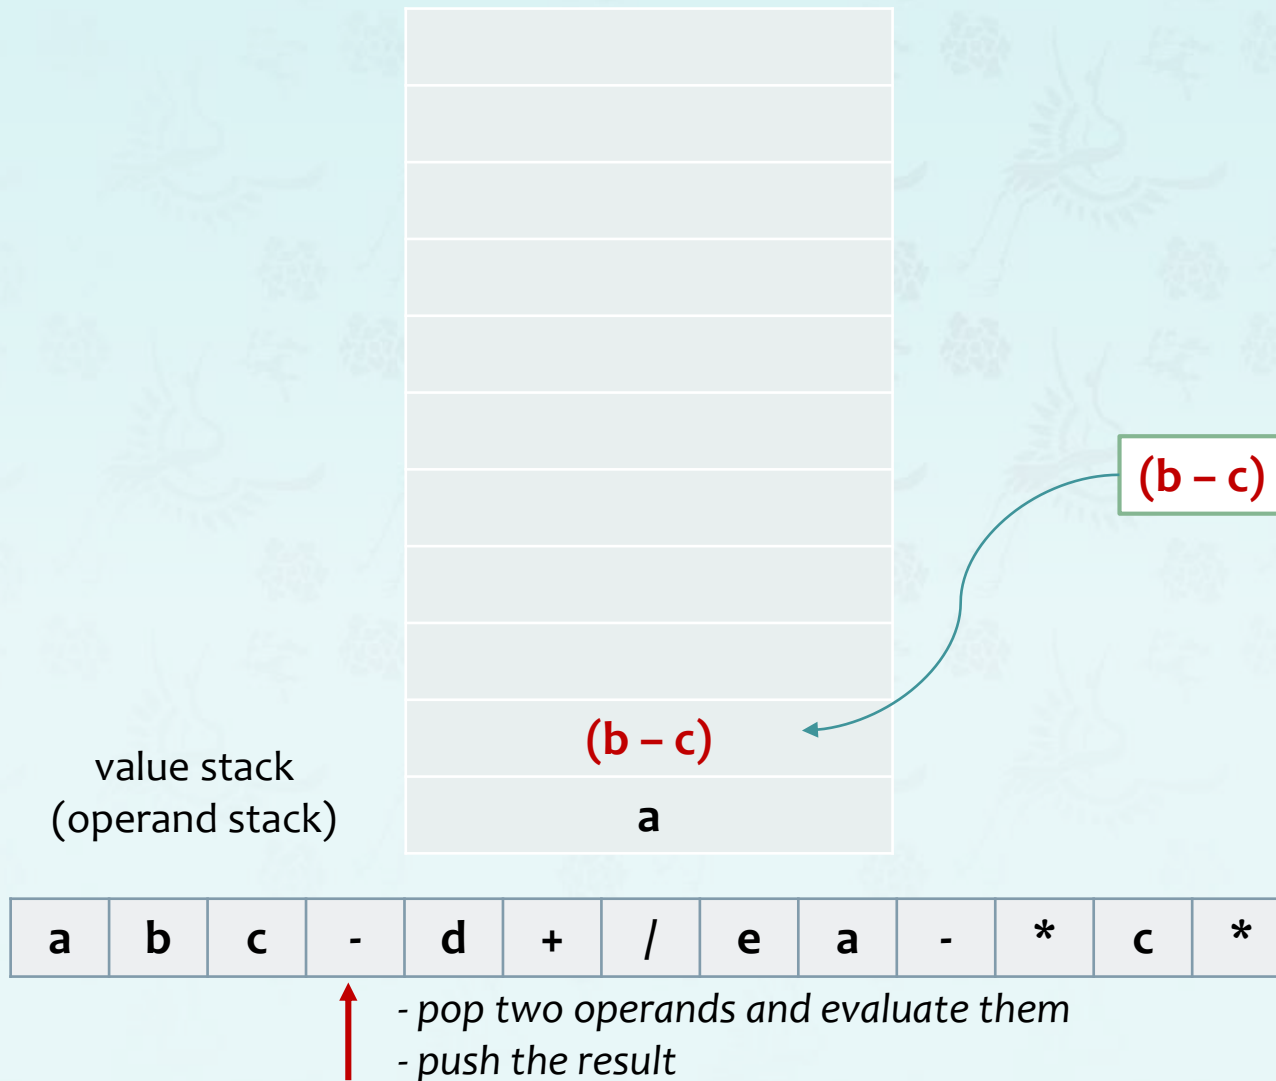 (b – c)
(b – c)
value stack
(operand stack)
a
a b c - d + / e a - * c *
- pop two operands and evaluate them
- push the result